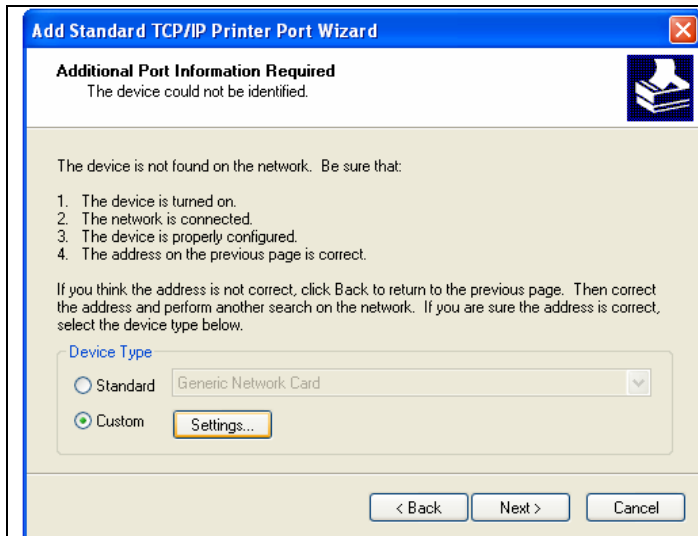 Add Standard TCP/IP Printer Port Wizard
Additional Port Information Required
The device could not be identified.
The device is not found on the network.  Be sure that:
1.  The device is turned on.
2.  The network is connected.
3.  The device is properly configured.
4.  The address on the previous page is correct.
If you think the address is not correct, click Back to return to the previous page.  Then correct
the address and perform another search on the network.  If you are sure the address is correct,
select the device type below.
Device Type
Standard
Generic Network Card
Custom
Settings...
< Back
Next >
Cancel